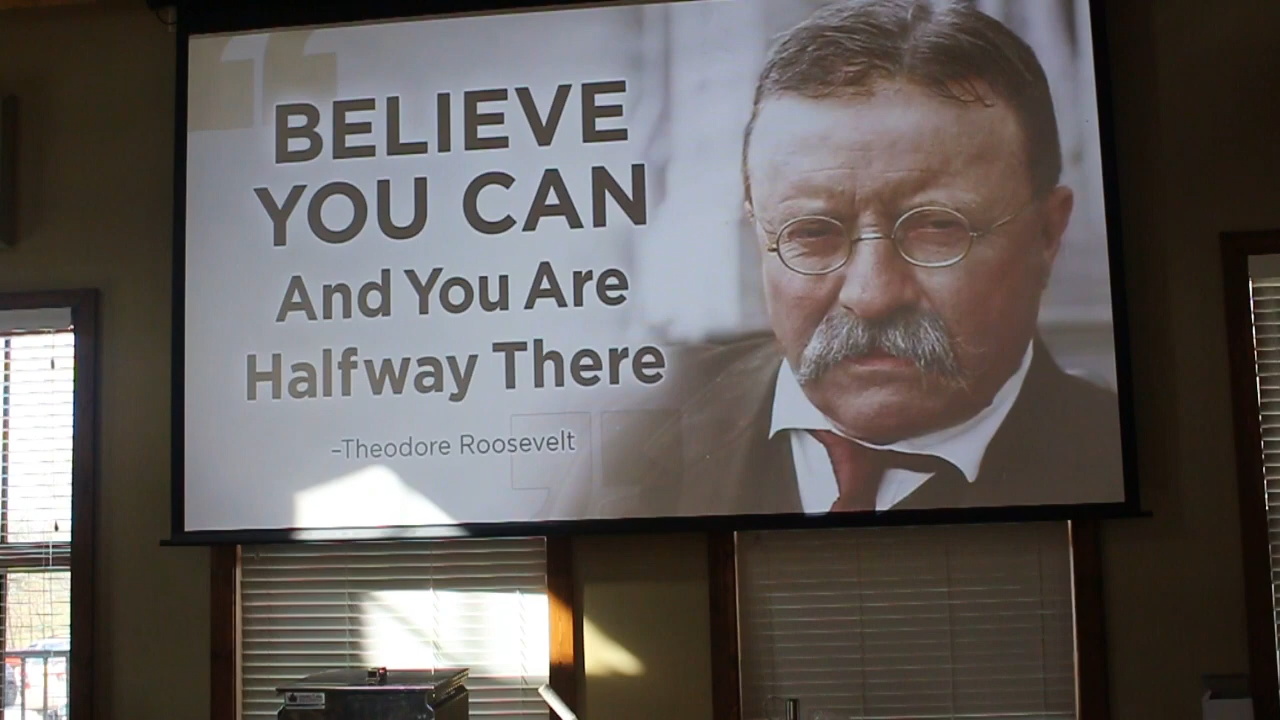 BELIEVE
YOU CAN
And You Are
Halfway There
–Theodore Roosevelt